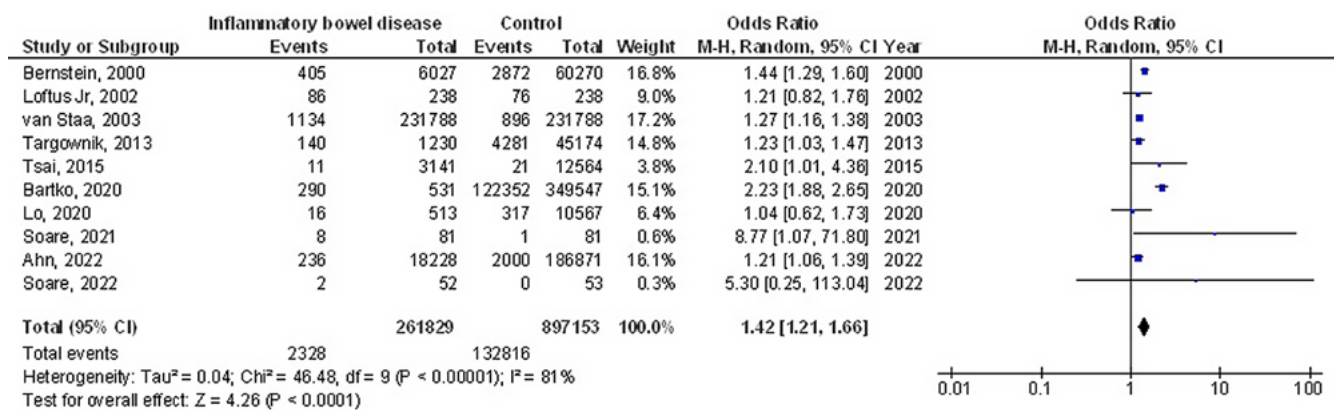 Inflammatory bowel disease Control Odds Ratio Odds Ratio
Study or Subgroup Events Total Events Total Weight M-H, Random, 95% CI Year M-H, Random, 95% CI
Bernstein, 2000 405 6027 2872 60270 16.8% 1.44 [1.29, 1.60] 2000
Loftus Jr, 2002 86 238 76 238 9.0% 1.21 [0.82, 1.76] 2002
van Staa, 2003 1134 231788 896 231788 17.2% 1.27 [1.16, 1.38] 2003
Targownik, 2013 140 1230 4281 45174 14.8% 1.23 [1.03, 1.47] 2013
Tsai, 2015 11 3141 21 12564 3.8% 2.10 [1.01, 4.36] 2015
Bartko, 2020 290 531 122352 349547 15.1% 2.23 [1.88, 2.65] 2020
Lo, 2020 16 513 317 10567 6.4% 1.04 [0.62, 1.73] 2020
Soare, 2021 8 81 1 81 0.6% 8.77 [1.07, 71.80] 2021
Ahn, 2022 236 18228 2000 186871 16.1% 1.21 [1.06, 1.39] 2022
Soare, 2022 2 52 0 53 0.3% 5.30 [0.25, 113.04] 2022
Total (95% CI) 261829 897153 100.0% 1.42 [1.21, 1.66]
Total events 2328 132816
Heterogeneity: Tau² = 0.04; Chi² = 46.48, df = 9 (P < 0.00001); I² = 81%
Test for overall effect: Z = 4.26 (P < 0.0001)
0.01 0.1 1 10 100